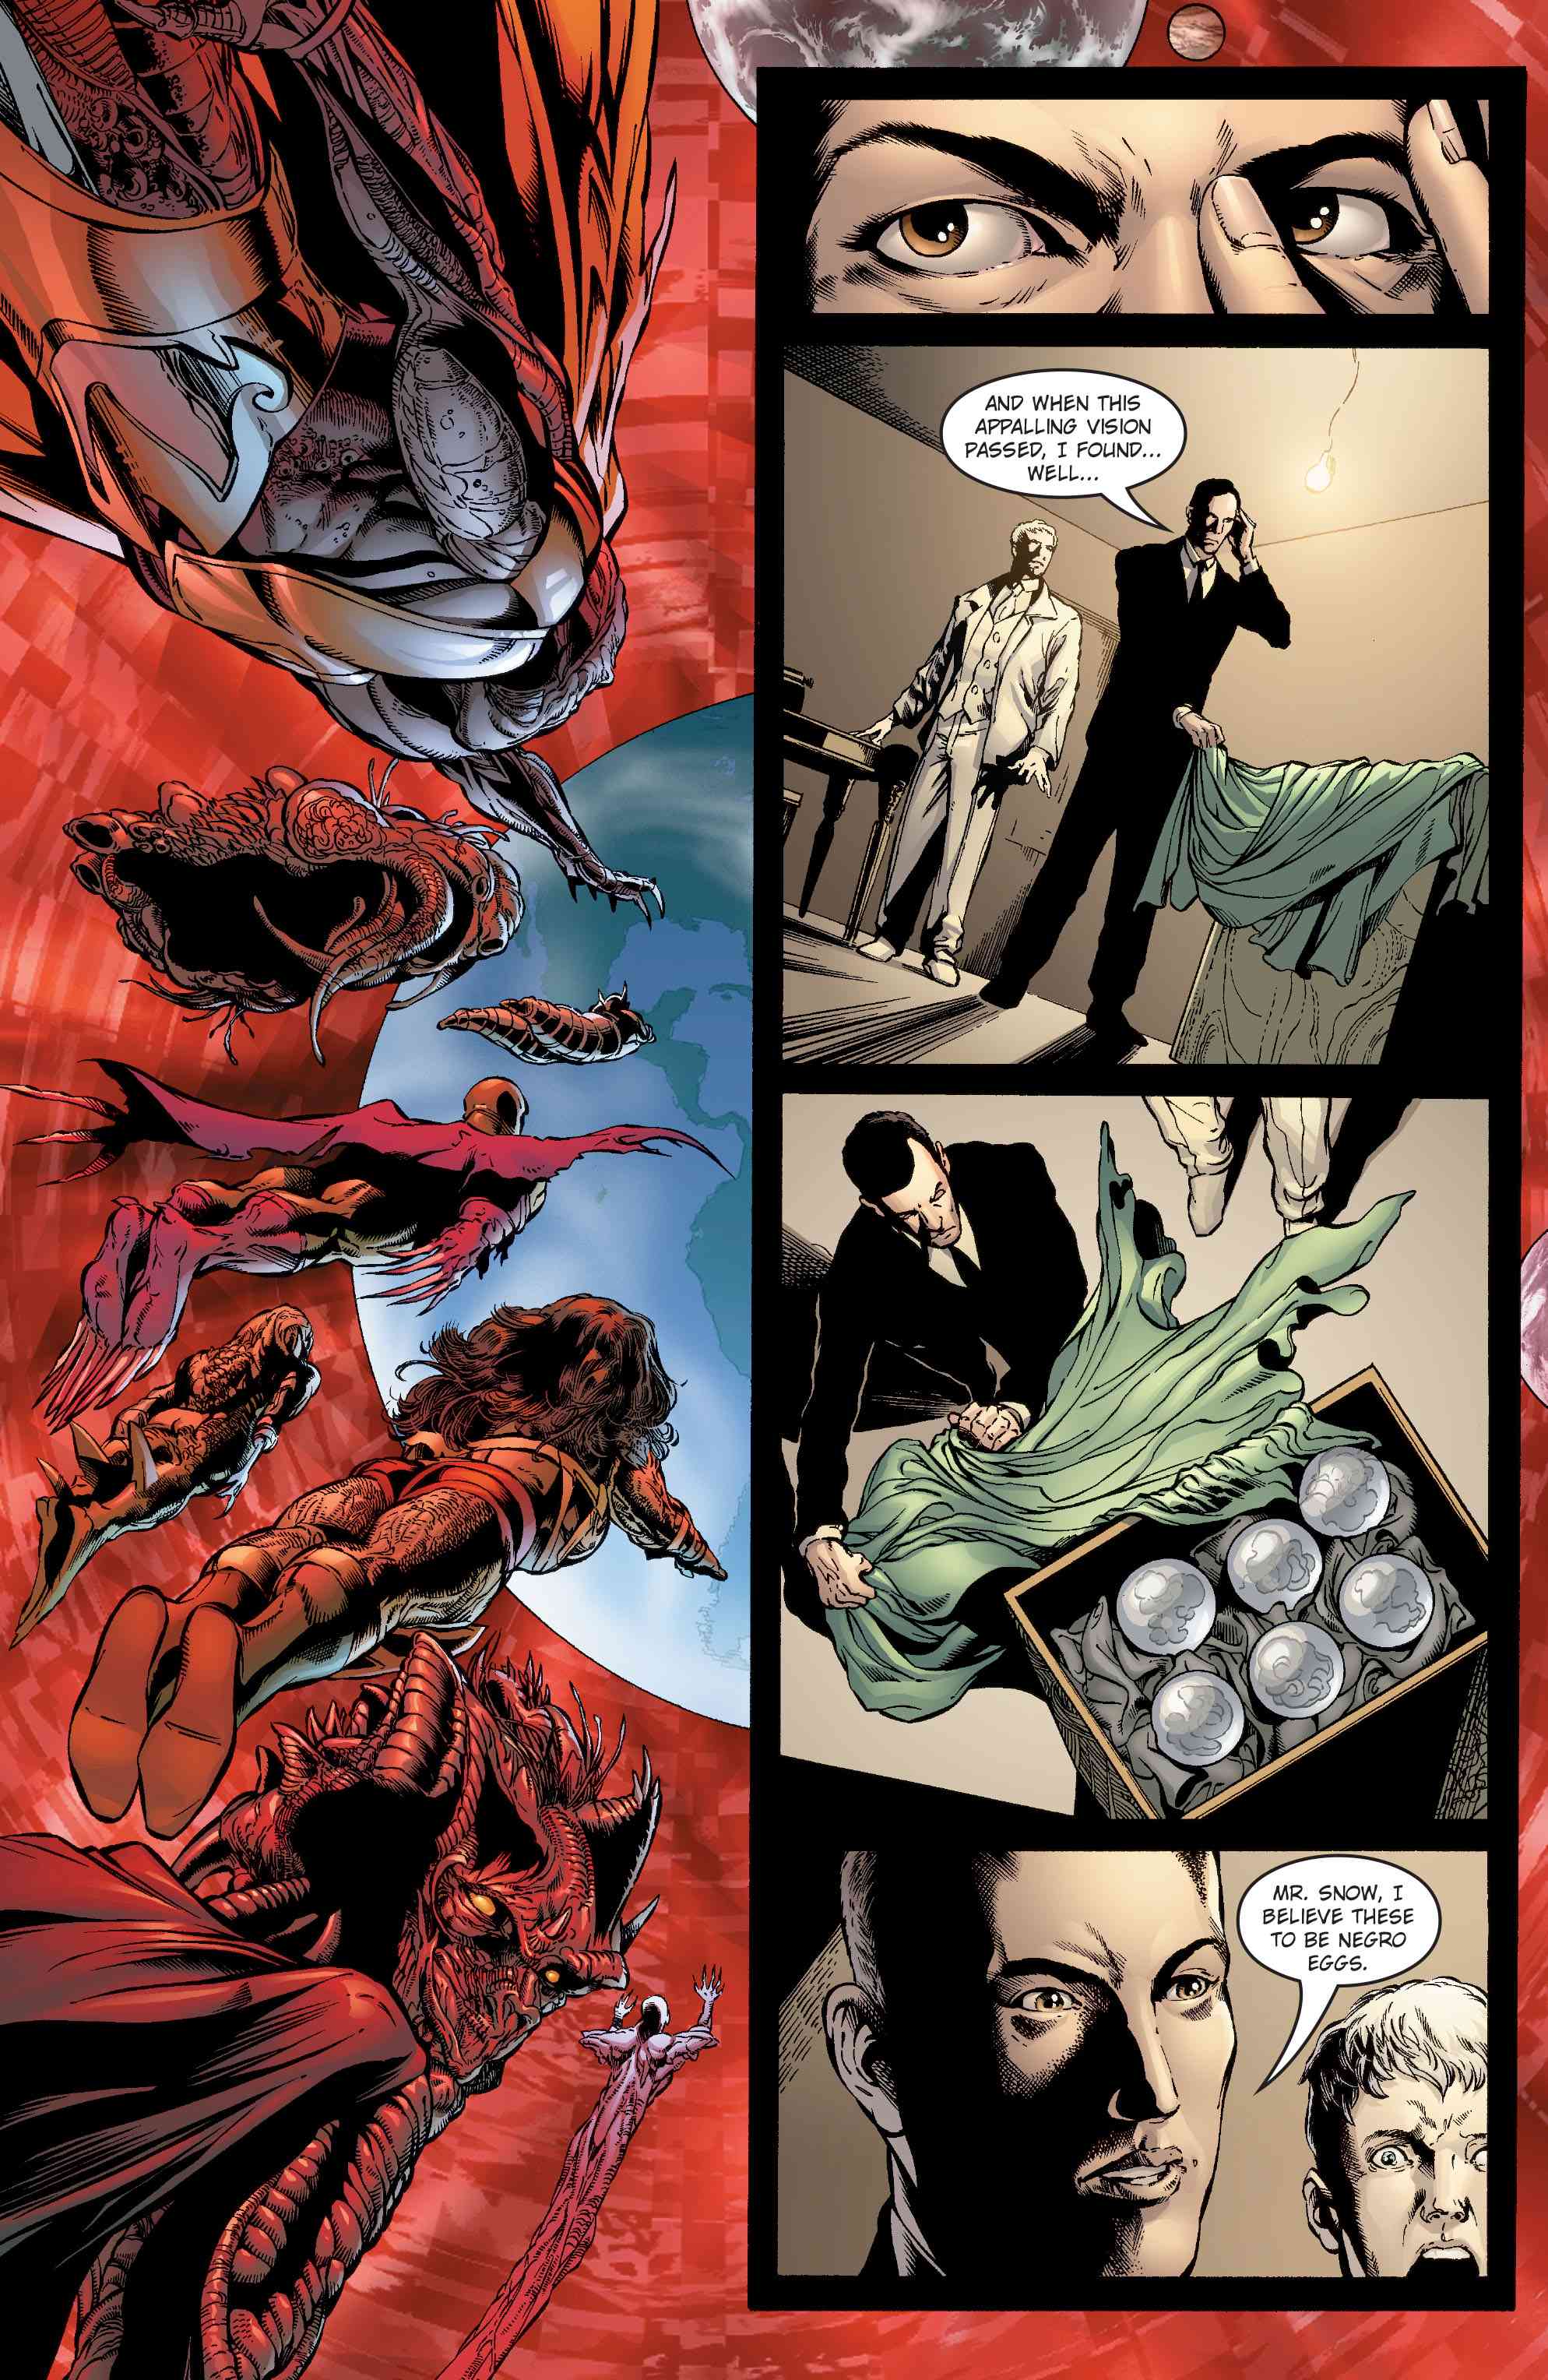 AND WHEN THIS
APPALLING VISION
PASSED, I FOUND...
WELL...
MR. SNOW, I
BELIEVE THESE
TO BE NEGRO
EGGS.